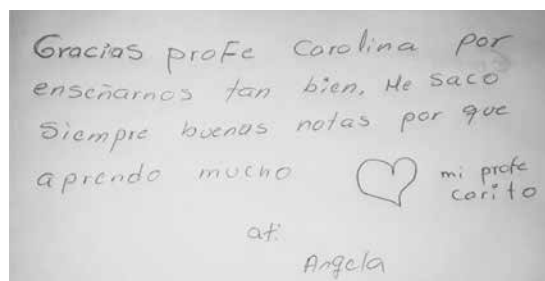 Gracias profe Carolina por
enseñarnos tan bien. Me saco
siempre buenas notas por que
aprendo mucho
mi profe
carito
at:
Angela